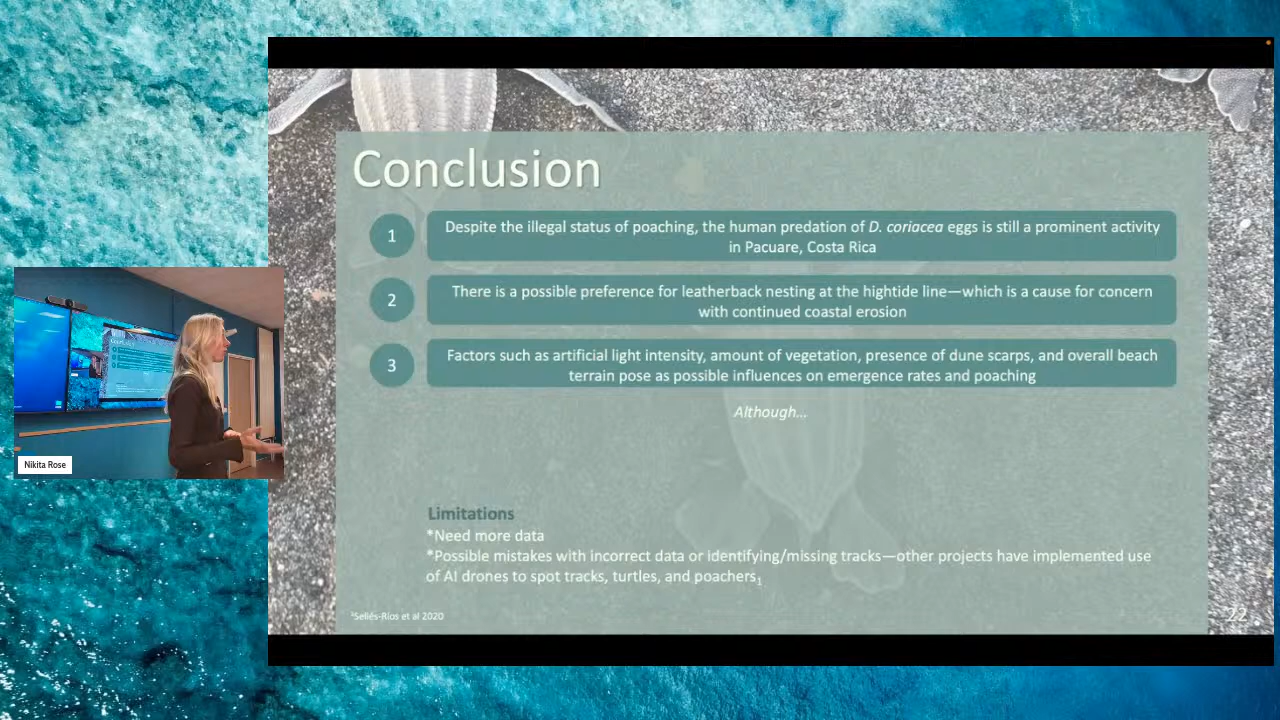 Conclusion
1
Despite the illegal status of poaching, the human predation of D. coriacea eggs is still a prominent activity
in Pacuare, Costa Rica
2
There is a possible preference for leatherback nesting at the hightide line—which is a cause for concern
with continued coastal erosion
3
Factors such as artificial light intensity, amount of vegetation, presence of dune scarps, and overall beach
terrain pose as possible influences on emergence rates and poaching
Although...
Nikita Rose
Limitations
*Need more data
*Possible mistakes with incorrect data or identifying/missing tracks—other projects have implemented use
of AI drones to spot tracks, turtles, and poachers1
1Sellés-Ríos et al 2020
22